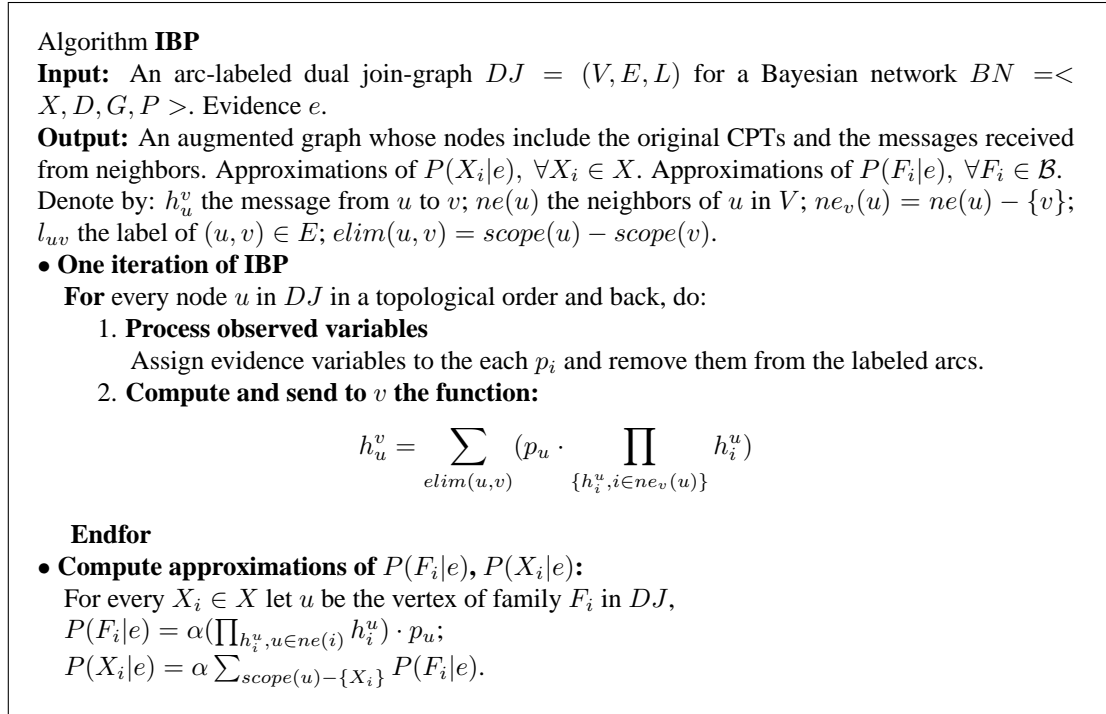 Algorithm IBP
Input: An arc-labeled dual join-graph DJ = (V, E, L) for a Bayesian network BN =<
X, D, G, P >. Evidence e.
Output: An augmented graph whose nodes include the original CPTs and the messages received
from neighbors. Approximations of P(X_i|e), ∀X_i ∈ X. Approximations of P(F_i|e), ∀F_i ∈ ℬ.
Denote by: h_u^v the message from u to v; ne(u) the neighbors of u in V; ne_v(u) = ne(u) − {v};
l_{uv} the label of (u, v) ∈ E; elim(u, v) = scope(u) − scope(v).
• One iteration of IBP
For every node u in DJ in a topological order and back, do:
1. Process observed variables
Assign evidence variables to the each p_i and remove them from the labeled arcs.
2. Compute and send to v the function:
h_u^v = ∑_{elim(u,v)} (p_u · ∏_{{h_i^u, i∈ne_v(u)}} h_i^u)
Endfor
• Compute approximations of P(F_i|e), P(X_i|e):
For every X_i ∈ X let u be the vertex of family F_i in DJ,
P(F_i|e) = α(∏_{h_i^u, u∈ne(i)} h_i^u) · p_u;
P(X_i|e) = α ∑_{scope(u)−{X_i}} P(F_i|e).